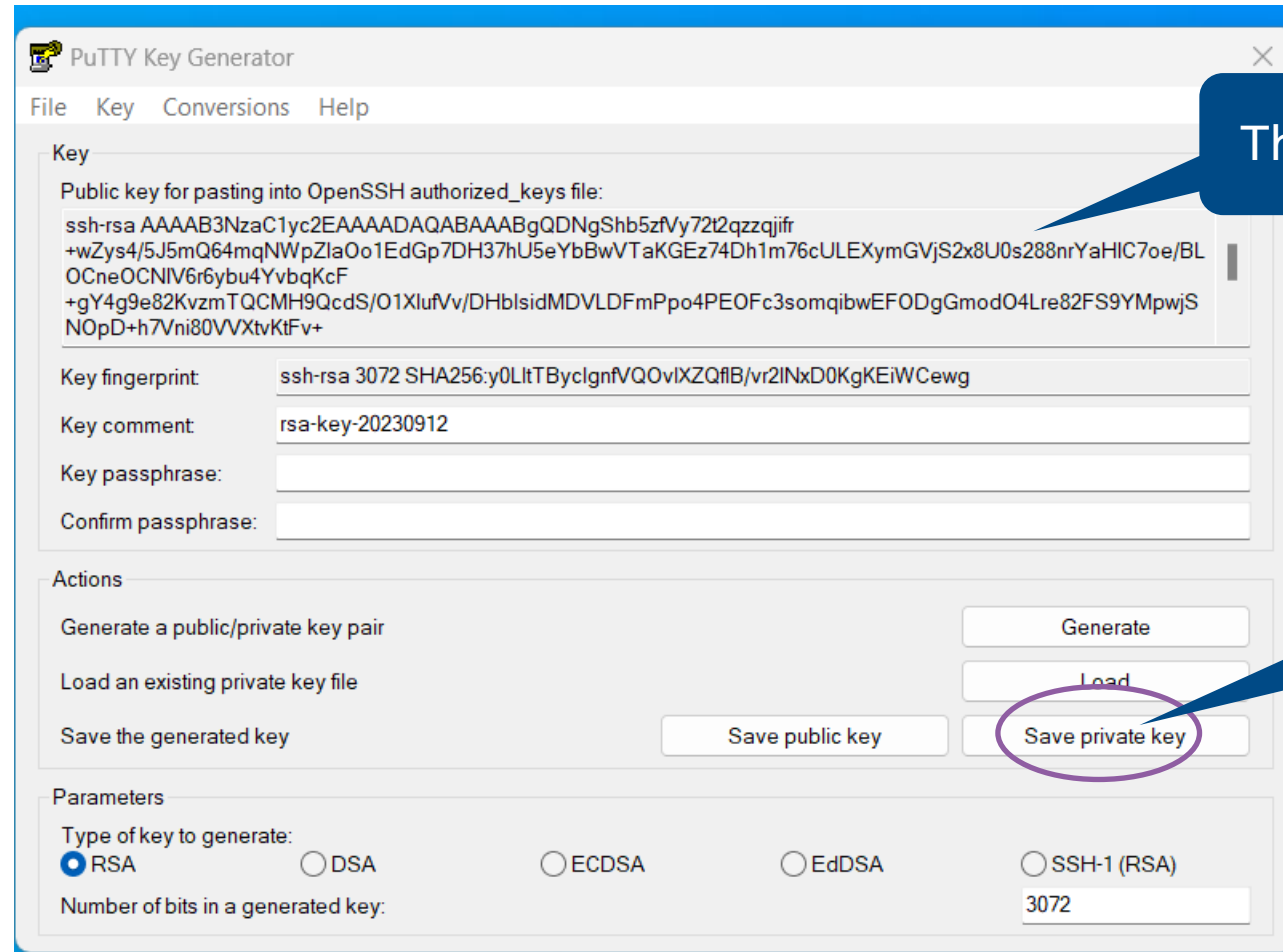 PuTTY Key Generator
File Key Conversions Help
Key
Public key for pasting into OpenSSH authorized_keys file:
ssh-rsa AAAAB3NzaC1yc2EAAAADAQABAAABgQDNgShb5zfVy72t2qzzqjifr
+wZys4/5J5mQ64mqNWpZlaOo1EdGp7DH37hU5eYbBwVTaKGEz74Dh1m76cULEXymGVjS2x8U0s288nrYaHlC7oe/BL
OCneOCNlV6r6ybu4YvbqKcF
+gY4g9e82KvzmTQCMH9QcdS/O1XlufVv/DHblsidMDVLDFmPpo4PEOFc3somqibwEFODgGmodO4Lre82FS9YMpwjS
NOpD+h7Vni80VVXtvKtFv+
Key fingerprint: ssh-rsa 3072 SHA256:y0LltTByclgnfVQOvlXZQflB/vr2lNxD0KgKEiWCewg
Key comment: rsa-key-20230912
Key passphrase:
Confirm passphrase:
Actions
Generate a public/private key pair Generate
Load an existing private key file Load
Save the generated key Save public key Save private key
Parameters
Type of key to generate:
RSA DSA ECDSA EdDSA SSH-1 (RSA)
Number of bits in a generated key: 3072